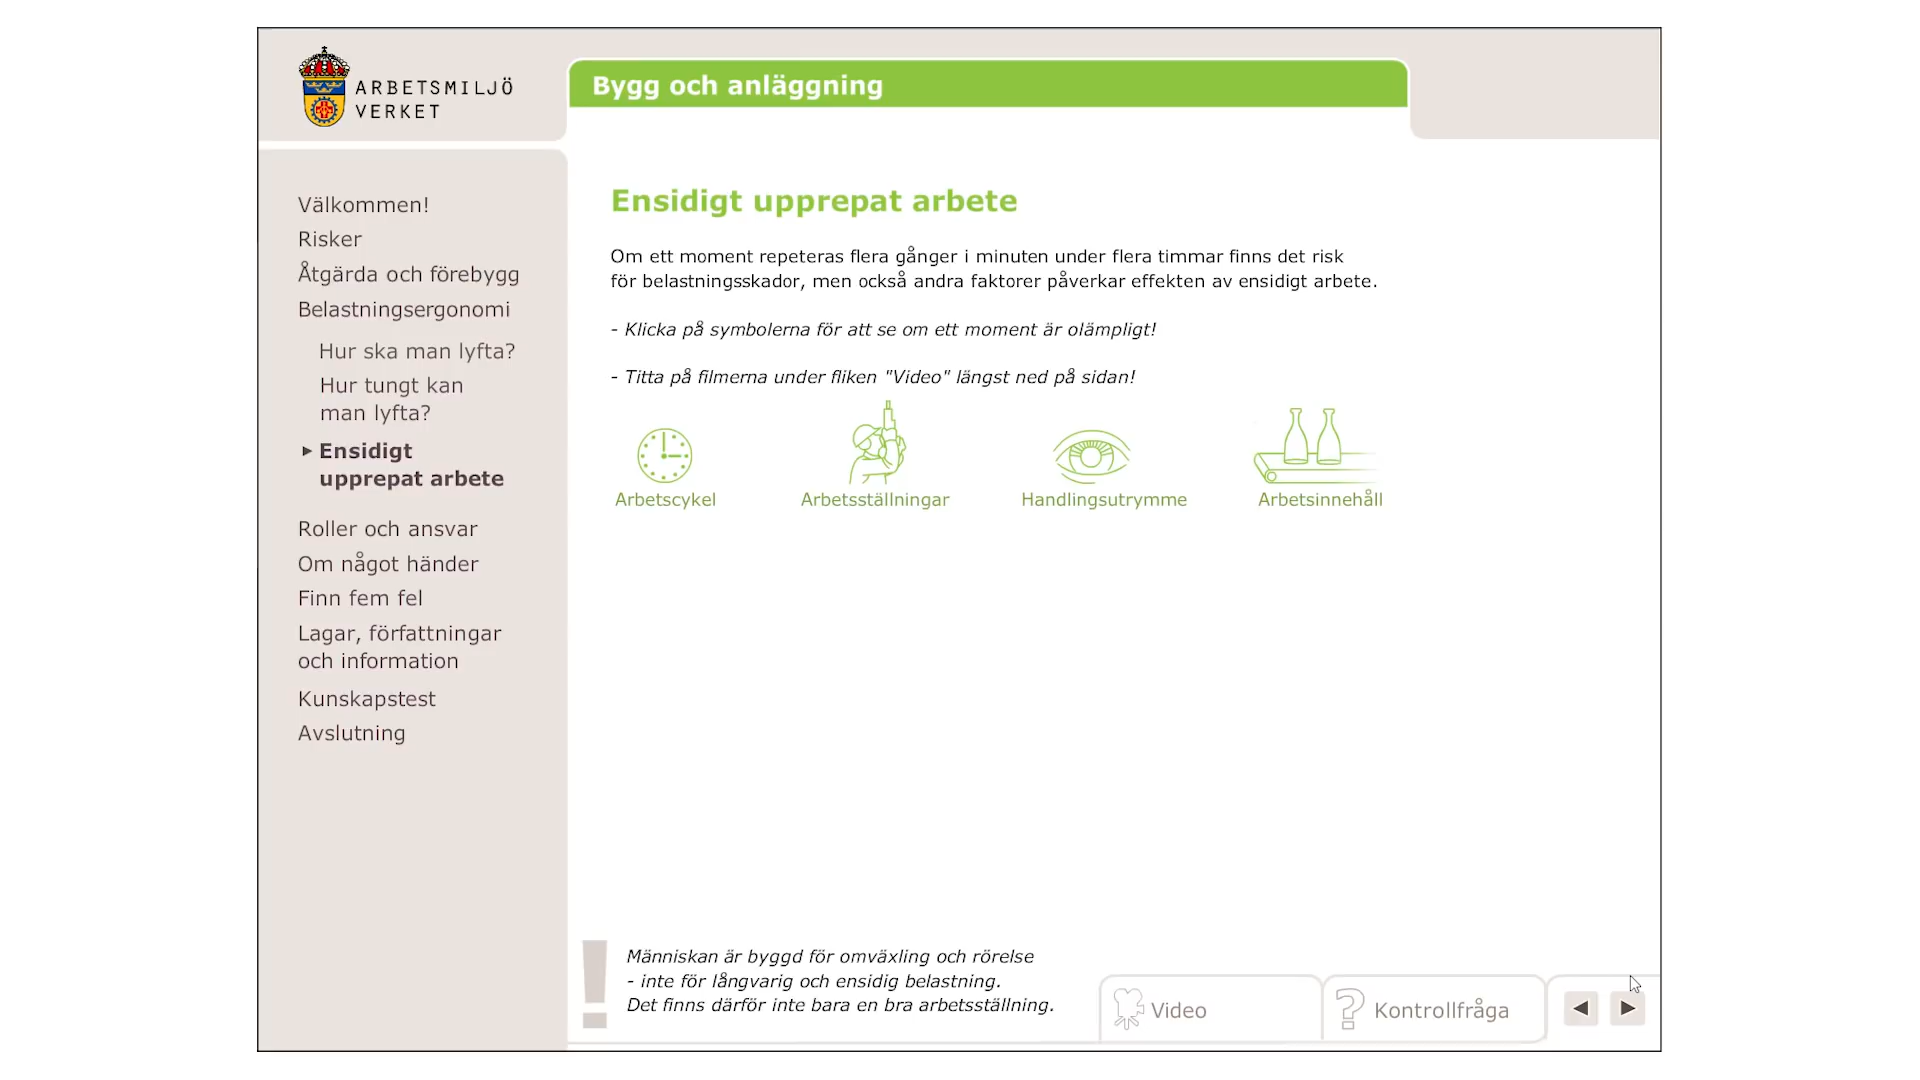 ARBETSMILJÖ
VERKET
Bygg och anläggning
Välkommen!
Risker
Åtgärda och förebygg
Belastningsergonomi
Hur ska man lyfta?
Hur tungt kan
man lyfta?
Ensidigt
upprepat arbete
Roller och ansvar
Om något händer
Finn fem fel
Lagar, författningar
och information
Kunskapstest
Avslutning
Ensidigt upprepat arbete
Om ett moment repeteras flera gånger i minuten under flera timmar finns det risk
för belastningsskador, men också andra faktorer påverkar effekten av ensidigt arbete.
- Klicka på symbolerna för att se om ett moment är olämpligt!
- Titta på filmerna under fliken "Video" längst ned på sidan!
Arbetscykel
Arbetsställningar
Handlingsutrymme
Arbetsinnehåll
Människan är byggd för omväxling och rörelse
- inte för långvarig och ensidig belastning.
Det finns därför inte bara en bra arbetsställning.
Video
Kontrollfråga